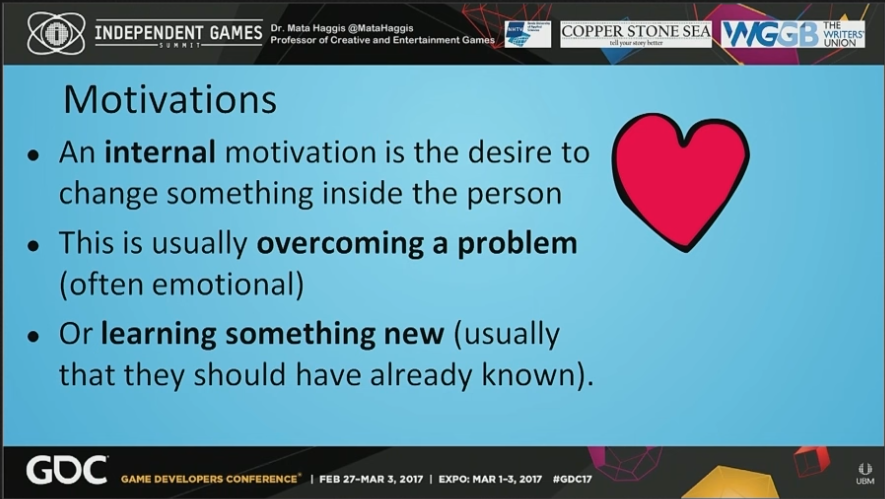 INDEPENDENT GAMES
SUMMIT
Dr. Mata Haggis @MataHaggis
Professor of Creative and Entertainment Games
NHTV
COPPER STONE SEA
tell your story better
WGGB
THE
WRITERS'
UNION
Motivations
• An internal motivation is the desire to
change something inside the person
• This is usually overcoming a problem
(often emotional)
• Or learning something new (usually
that they should have already known).
GDC
GAME DEVELOPERS CONFERENCE® | FEB 27–MAR 3, 2017 | EXPO: MAR 1–3, 2017 #GDC17
UBM